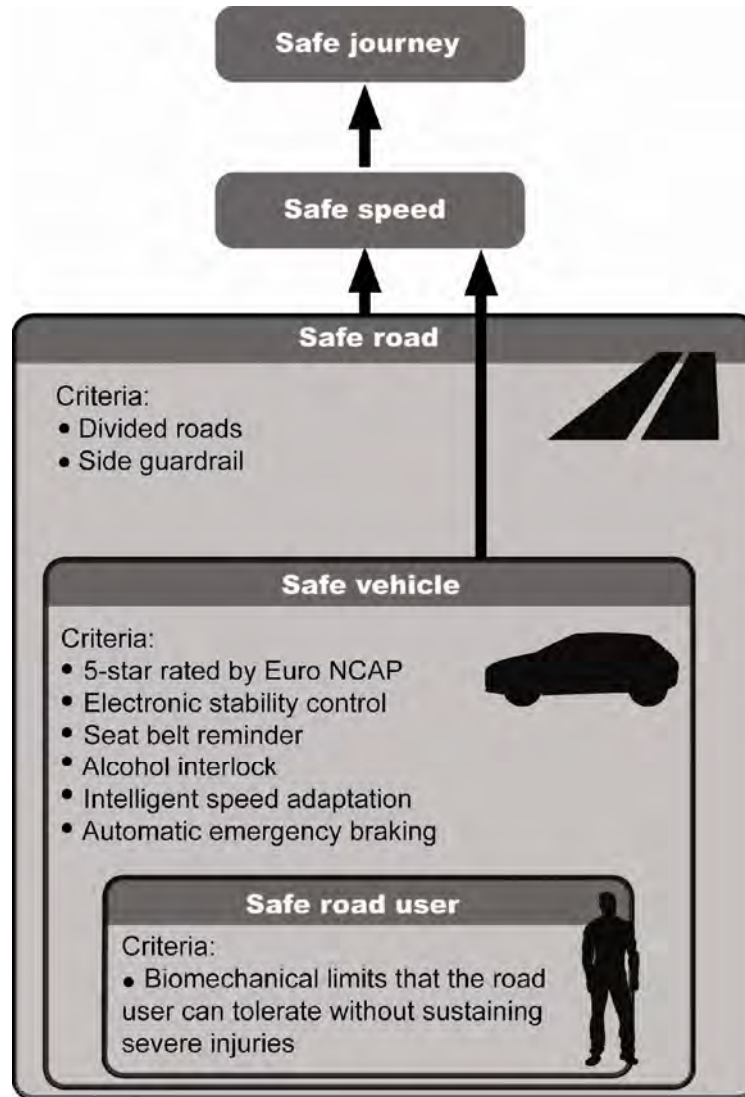 Safe journey
Safe speed
Safe road
Criteria:
• Divided roads
• Side guardrail
Safe vehicle
Criteria:
• 5-star rated by Euro NCAP
• Electronic stability control
• Seat belt reminder
• Alcohol interlock
• Intelligent speed adaptation
• Automatic emergency braking
Safe road user
Criteria:
• Biomechanical limits that the road
user can tolerate without sustaining
severe injuries